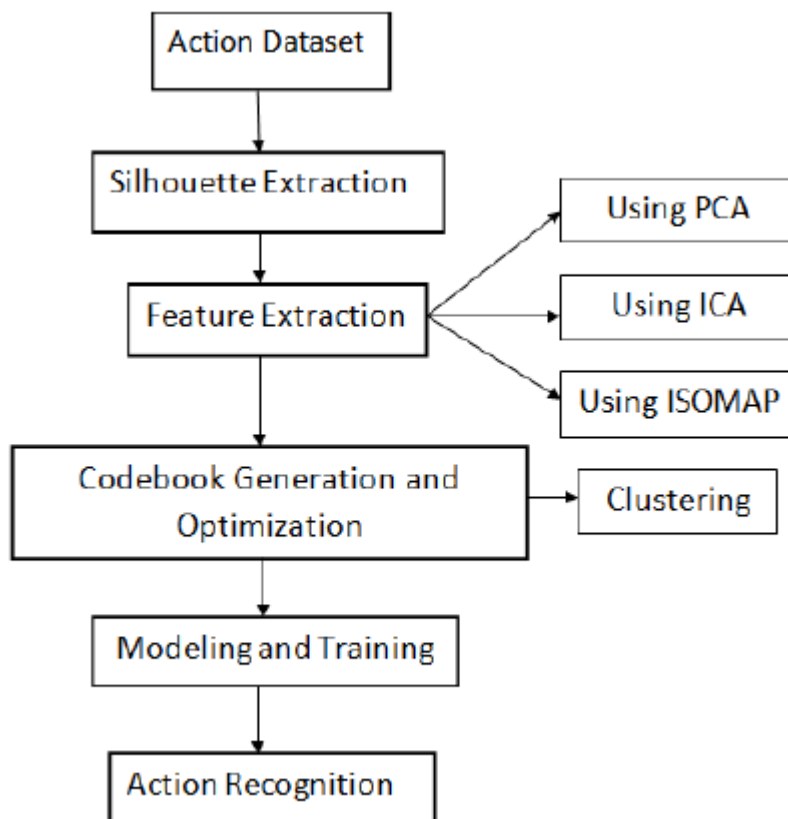 Action Dataset
Silhouette Extraction
Using PCA
Feature Extraction
Using ICA
Using ISOMAP
Codebook Generation and
Optimization
Clustering
Modeling and Training
Action Recognition